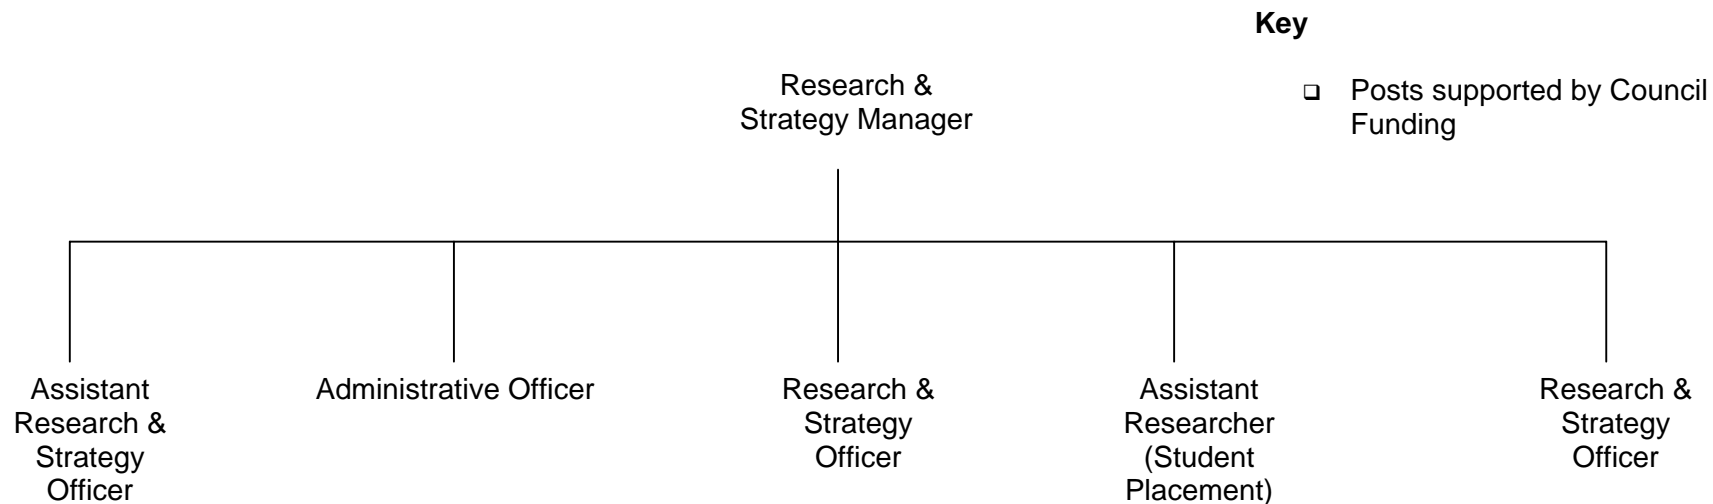 Key
❑ Posts supported by Council
Funding
Research &
Strategy Manager
Assistant
Research &
Strategy
Officer
Administrative Officer
Research &
Strategy
Officer
Assistant
Researcher
(Student
Placement)
Research &
Strategy
Officer